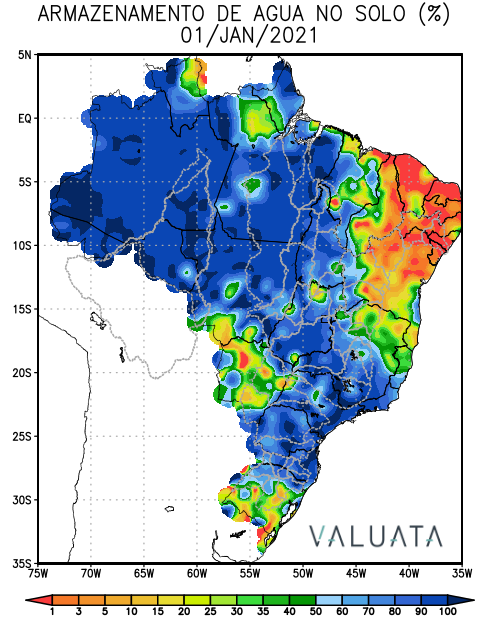 ARMAZENAMENTO DE AGUA NO SOLO (%)
01/JAN/2021
5N
EQ
5S
10S
15S
20S
25S
30S
35S
75W 70W 65W 60W 55W 50W 45W 40W 35W
VALUATA
1 3 5 10 15 20 25 30 35 40 50 60 70 80 90 100